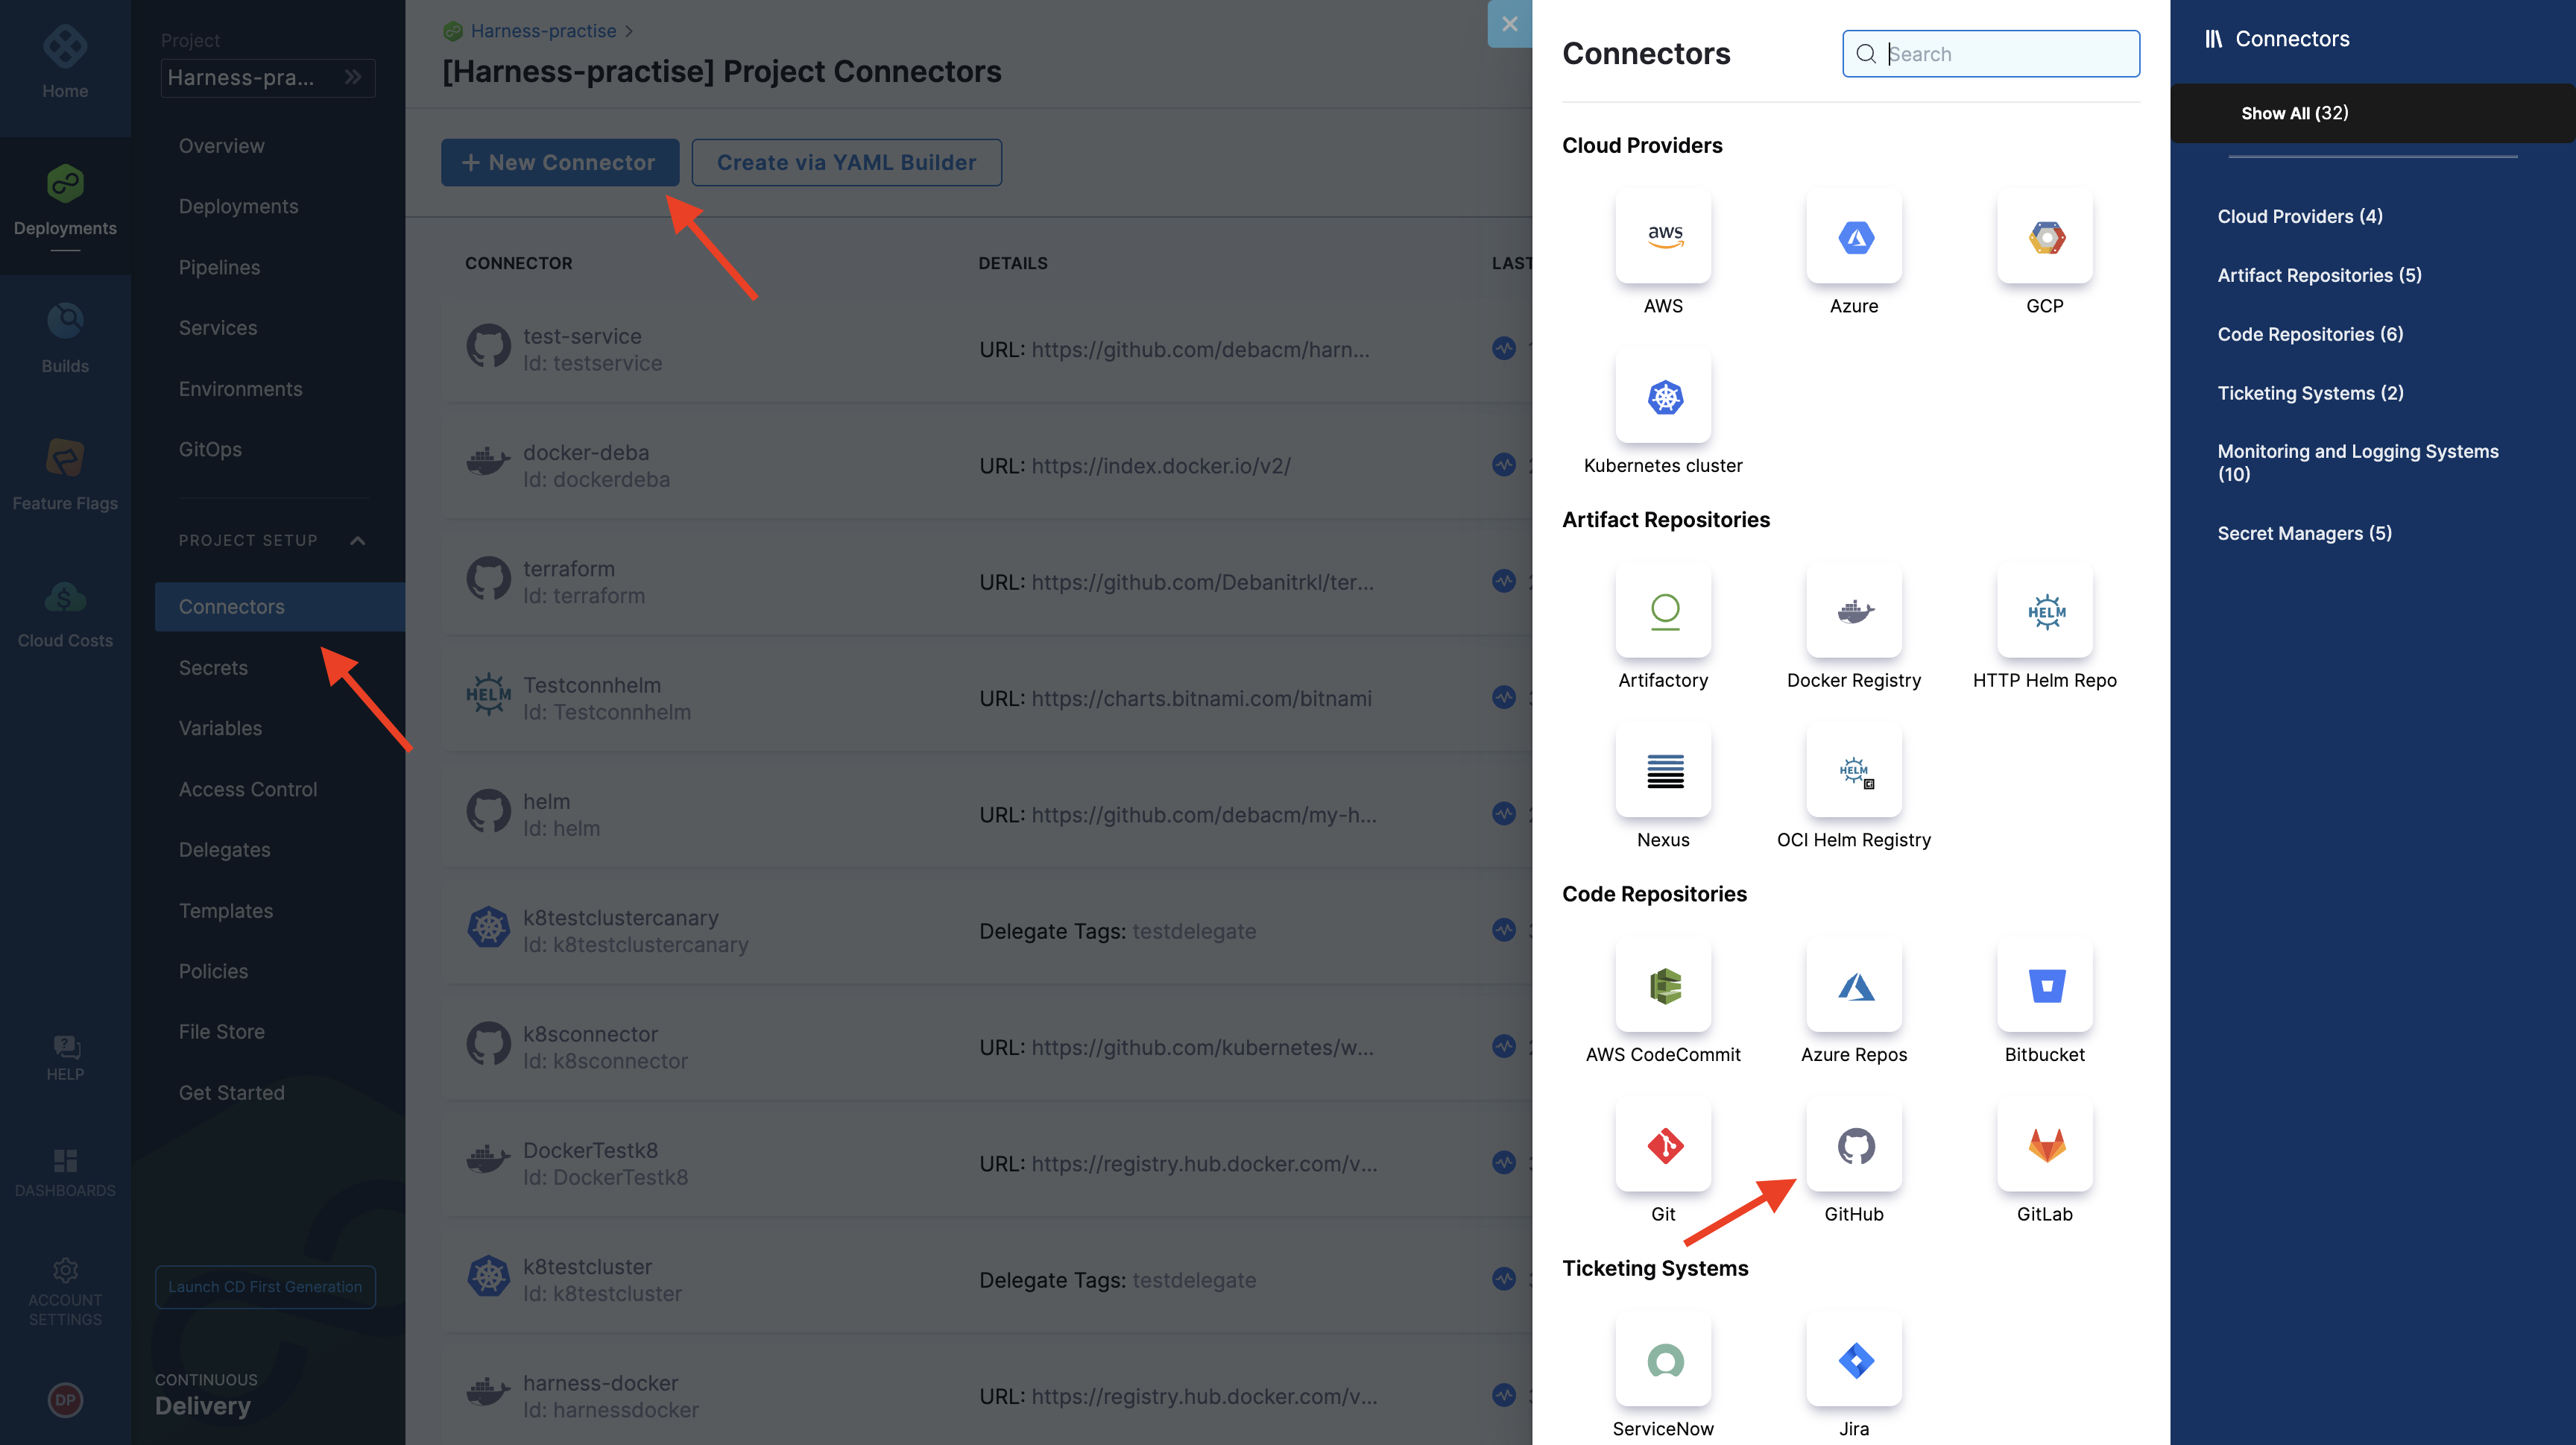 Home
Deployments
Builds
Feature Flags
Cloud Costs
HELP
DASHBOARDS
ACCOUNT
SETTINGS
DP
Project
Harness-pra...
Overview
Deployments
Pipelines
Services
Environments
GitOps
PROJECT SETUP
Connectors
Secrets
Variables
Access Control
Delegates
Templates
Policies
File Store
Get Started
Launch CD First Generation
CONTINUOUS
Delivery
Harness-practise >
[Harness-practise] Project Connectors
+ New Connector
Create via YAML Builder
CONNECTOR DETAILS LAST
test-service
Id: testservice
URL: https://github.com/debacm/harn...
docker-deba
Id: dockerdeba
URL: https://index.docker.io/v2/
terraform
Id: terraform
URL: https://github.com/Debanitrkl/ter...
HELM
Testconnhelm
Id: Testconnhelm
URL: https://charts.bitnami.com/bitnami
helm
Id: helm
URL: https://github.com/debacm/my-h...
k8testclustercanary
Id: k8testclustercanary
Delegate Tags: testdelegate
k8sconnector
Id: k8sconnector
URL: https://github.com/kubernetes/w...
DockerTestk8
Id: DockerTestk8
URL: https://registry.hub.docker.com/v...
k8testcluster
Id: k8testcluster
Delegate Tags: testdelegate
harness-docker
Id: harnessdocker
URL: https://registry.hub.docker.com/v...
Connectors
Search
Cloud Providers
aws
AWS
Azure
GCP
Kubernetes cluster
Artifact Repositories
Artifactory
Docker Registry
HELM
HTTP Helm Repo
Nexus
HELM
OCI Helm Registry
Code Repositories
AWS CodeCommit
Azure Repos
Bitbucket
Git
GitHub
GitLab
Ticketing Systems
ServiceNow
Jira
Connectors
Show All (32)
Cloud Providers (4)
Artifact Repositories (5)
Code Repositories (6)
Ticketing Systems (2)
Monitoring and Logging Systems
(10)
Secret Managers (5)